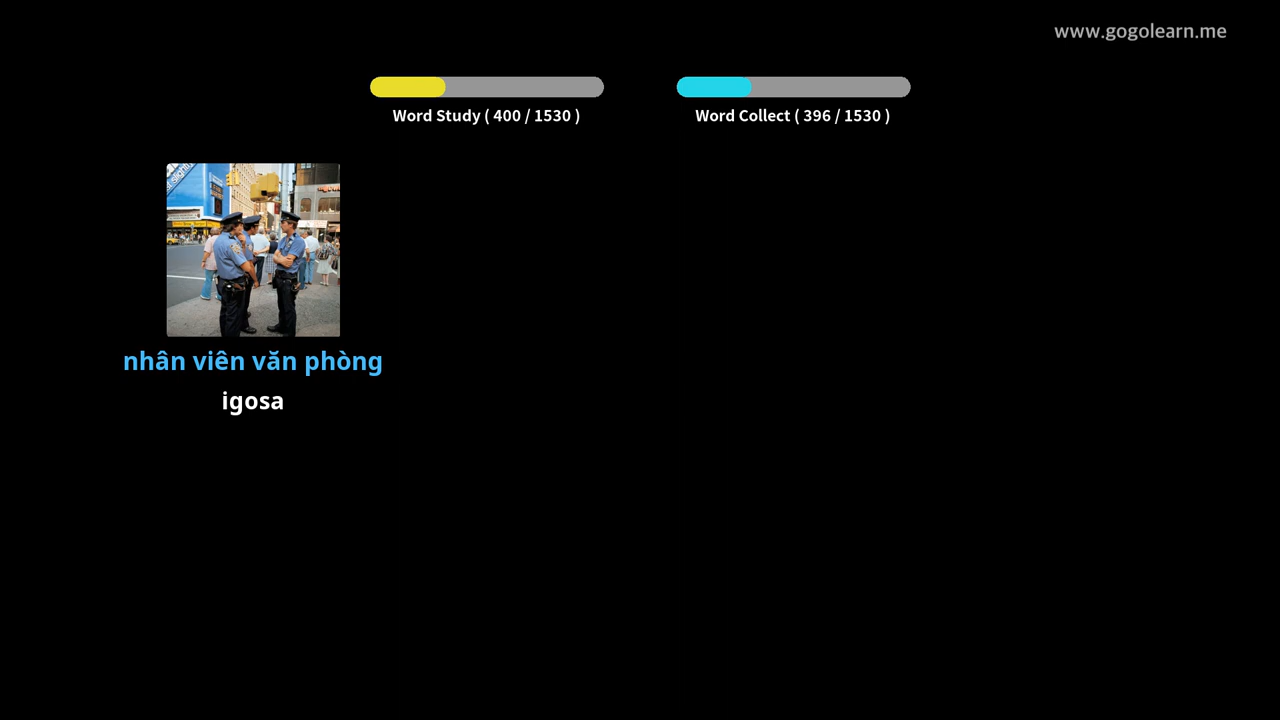 www.gogolearn.me
Word Study ( 400 / 1530 )
Word Collect ( 396 / 1530 )
nhân viên văn phòng
igosa